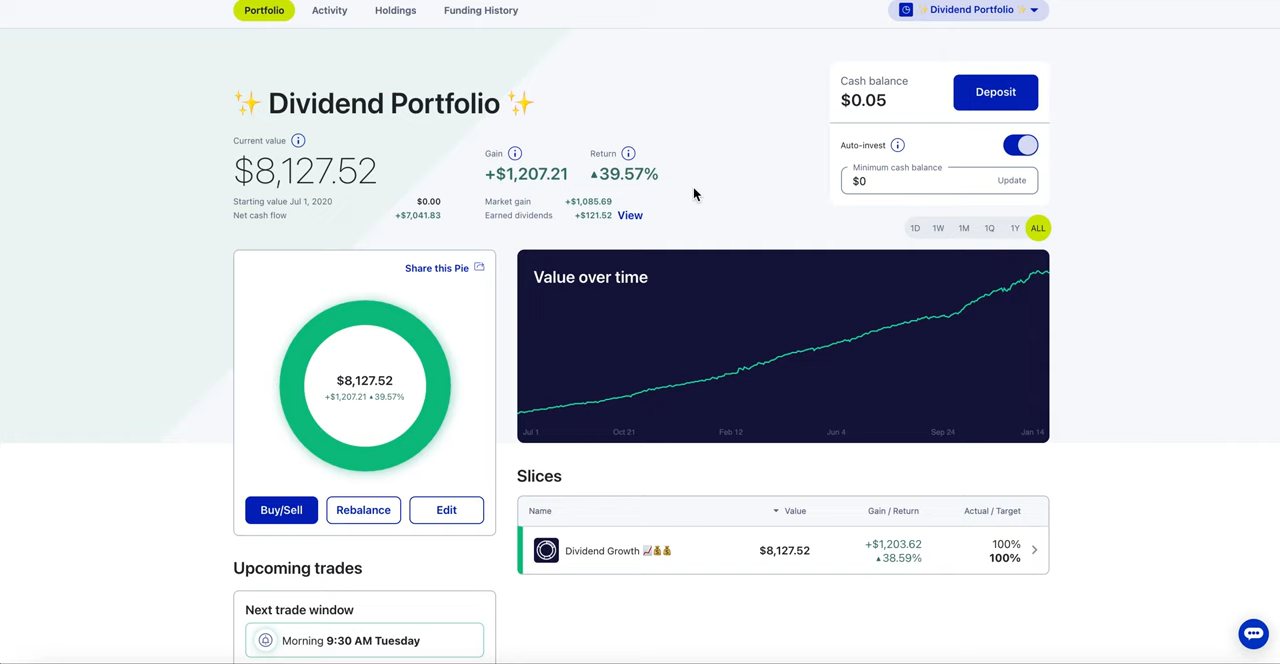 Portfolio
Activity
Holdings
Funding History
✨ Dividend Portfolio ✨
✨ Dividend Portfolio ✨
Current value
$8,127.52
Starting value Jul 1, 2020 $0.00
Net cash flow +$7,041.83
Gain
+$1,207.21
Return
▲39.57%
Market gain +$1,085.69
Earned dividends +$121.52 View
Cash balance
$0.05
Deposit
Auto-invest
Minimum cash balance
$0
Update
1D 1W 1M 1Q 1Y ALL
Share this Pie
$8,127.52
+$1,207.21 ▲39.57%
Buy/Sell
Rebalance
Edit
Value over time
Jul 1 Oct 21 Feb 12 Jun 4 Sep 24 Jan 14
Slices
Name Value Gain / Return Actual / Target
Dividend Growth 📈💰💰 $8,127.52
+$1,203.62
▲38.59%
100%
100%
Upcoming trades
Next trade window
Morning 9:30 AM Tuesday